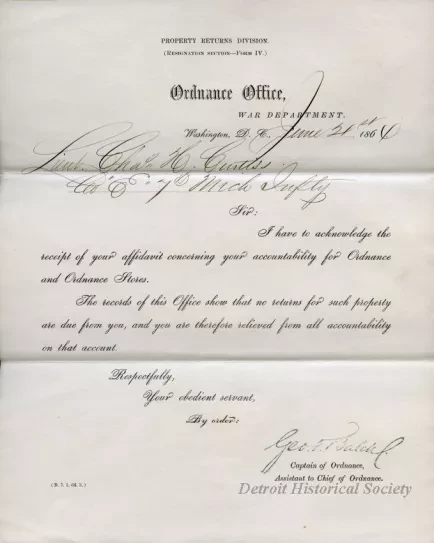 PROPERTY RETURNS DIVISION.
(RESIGNATION SECTION—FORM IV.)
Ordnance Office,
WAR DEPARTMENT.
Washington, D. C., June 21st 1864
Lieut. Chas. H. Curtiss.
Co "E" 7th Mich Infty
Sir:
I have to acknowledge the
receipt of your affidavit concerning your accountability for Ordnance
and Ordnance Stores.
The records of this Office show that no returns for such property
are due from you, and you are therefore relieved from all accountability
on that account.
Respectfully,
Your obedient servant,
By order:
Geo. T. Balch
Captain of Ordnance,
Assistant to Chief of Ordnance.
Detroit Historical Society